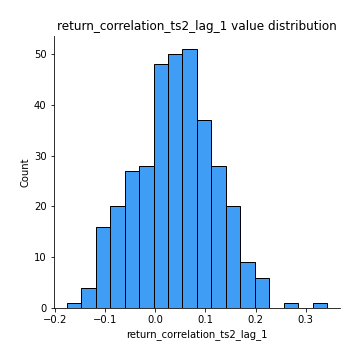 return_correlation_ts2_lag_1 value distribution
50
40
30
20
10
0
Count
−0.2 −0.1 0.0 0.1 0.2 0.3
return_correlation_ts2_lag_1